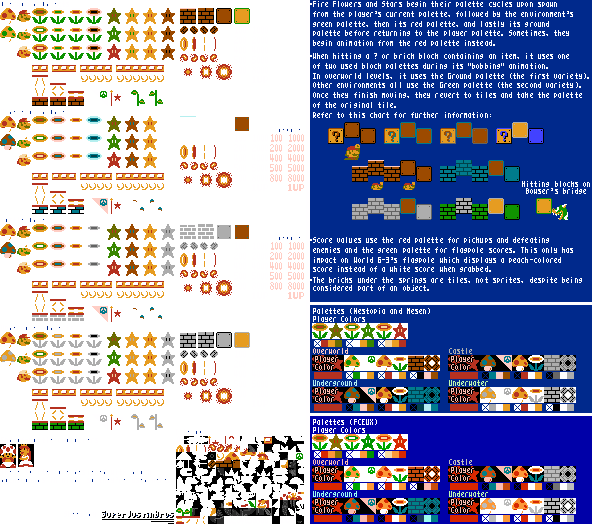 Fire Flowers and Stars begin their palette cycles upon spawn
from the player's current palette, followed by the environment's
green palette, then its red palette, and lastly its ground
palette before returning to the player palette. Sometimes, they
begin animation from the red palette instead.
When hitting a ? or brick block containing an item, it uses one
of two used block palettes during its "bobbing" animation.
In overworld levels, it uses the Ground palette (the first variety).
Other environments all use the Green palette (the second variety).
Once they finish moving, they revert to tiles and take the palette
of the original tile.
Refer to this chart for further information:
Hitting blocks on
Bowser's bridge
Score values use the red palette for pickups and defeating
enemies and the green palette for flagpole scores. This only has
impact on World 6-3's flagpole which displays a peach-colored
score instead of a white score when grabbed.
The bricks under the springs are tiles, not sprites, despite being
considered part of an object.
100 1000
200 2000
400 4000
500 5000
800 8000
1UP
100 1000
200 2000
400 4000
500 5000
800 8000
1UP
Palettes (Nestopia and Mesen)
Player Colors
Overworld
Player
Color
Castle
Player
Color
Underground
Player
Color
Underwater
Player
Color
Palettes (FCEUX)
Player Colors
Overworld
Player
Color
Castle
Player
Color
Underground
Player
Color
Underwater
Player
Color
SuperJustinBros